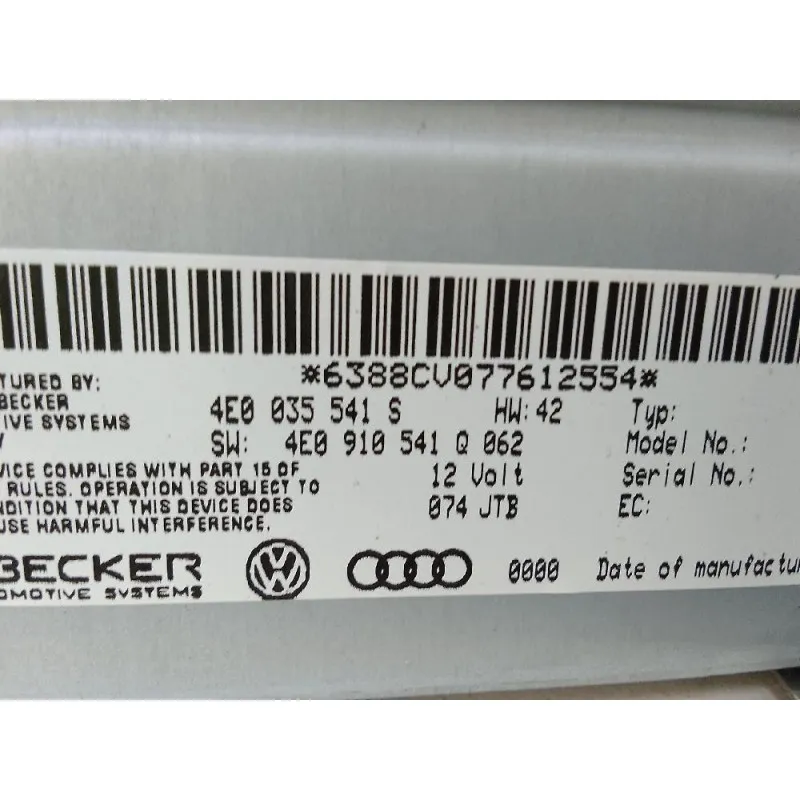 *6388CV077612554*
TURED BY:
BECKER
IVE SYSTEMS
4E0 035 541 S HW: 42 Typ:
SW: 4E0 910 541 Q 062 Model No.:
VICE COMPLIES WITH PART 15 OF 12 Volt Serial No.:
RULES. OPERATION IS SUBJECT TO
074 JTB EC:
NDITION THAT THIS DEVICE DOES
USE HARMFUL INTERFERENCE.
BECKER
OMOTIVE SYSTEMS
0000 Date of manufactur